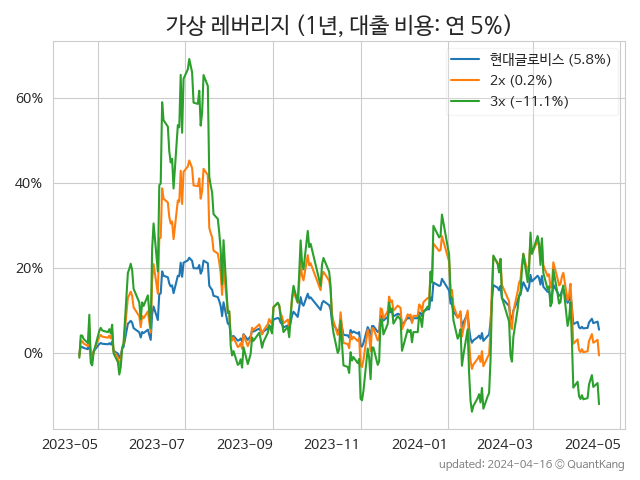 가상 레버리지 (1년, 대출 비용: 연 5%)
현대글로비스 (5.8%)
2x (0.2%)
3x (−11.1%)
60%
40%
20%
0%
2023-05 2023-07 2023-09 2023-11 2024-01 2024-03 2024-05
updated: 2024-04-16 © QuantKang